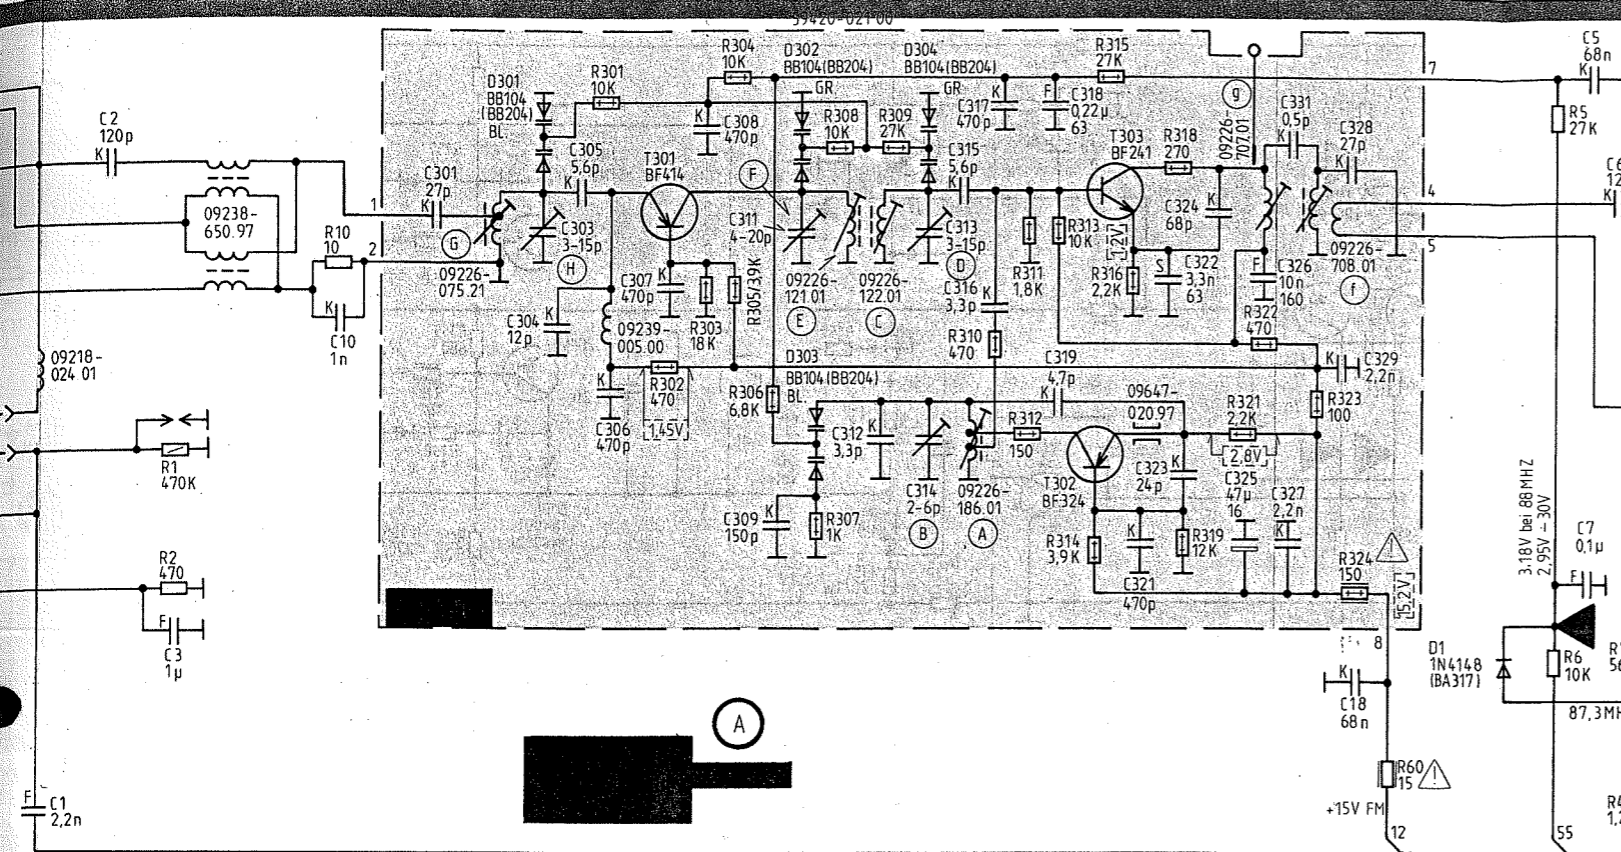 59420-021 00
C2
120p
K
09238-
650.97
R10
10
K
C10
1n
09218-
024.01
R1
470K
R2
470
F
C3
1µ
F
C1
2,2n
1
2
D301
BB104
(BB204)
BL
R301
10K
R304
10K
D302
BB104(BB204)
GR
D304
BB104(BB204)
GR
R315
27K
7
C5
68n
K
K
C308
470p
R308
10K
R309
27K
K
C317
470p
F
C318
0,22µ
63
g
09226-
707.01
C331
0,5p
K
C328
27p
K
R5
27K
C305
5,6p
K
T301
BF414
C315
5,6p
K
T303
BF241
R318
270
C301
27p
K
F
C6
12
K
4
G
C303
3-15p
H
C311
4-20p
C313
3-15p
D
R313
10K
1,2V
C324
68p
K
5
09226-
075.21
C307
470p
K
R303
18K
R305/3,9K
09226-
121.01
E
09226-
122.01
C
C316
3,3p
K
R311
1,8K
R316
2,2K
S
C322
3,3n
63
F
C326
10n
160
09226-
708.01
f
C304
12p
K
09239-
005.00
R310
470
R322
470
R302
470
1,45V
K
C306
470p
D303
BB104(BB204)
BL
R306
6,8K
C319
4,7p
K
09647-
020.97
R321
2,2K
2,8V
K
C329
2,2n
R323
100
C312
3,3p
K
R312
150
T302
BF324
C323
24p
K
C325
47µ
16
C327
2,2n
K
C314
2-6p
B
09226-
186.01
A
C309
150p
K
R307
1K
R314
3,9K
K
C321
470p
R319
12K
R324
150
15,2V
3.18V bei 88MHZ
2,95V – 30V
C7
0,1µ
F
8
K
C18
68n
D1
1N4148
(BA317)
R6
10K
87,3MH
A
R60
15
+15V FM
12
55